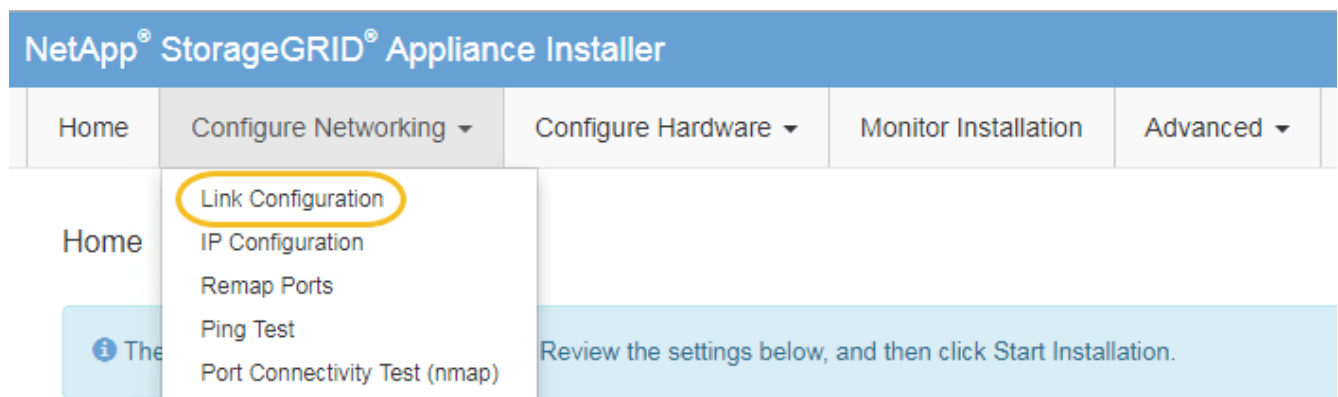 NetApp® StorageGRID® Appliance Installer
Home Configure Networking Configure Hardware Monitor Installation Advanced
Link Configuration
Home IP Configuration
Remap Ports
Ping Test
The Review the settings below, and then click Start Installation.
Port Connectivity Test (nmap)